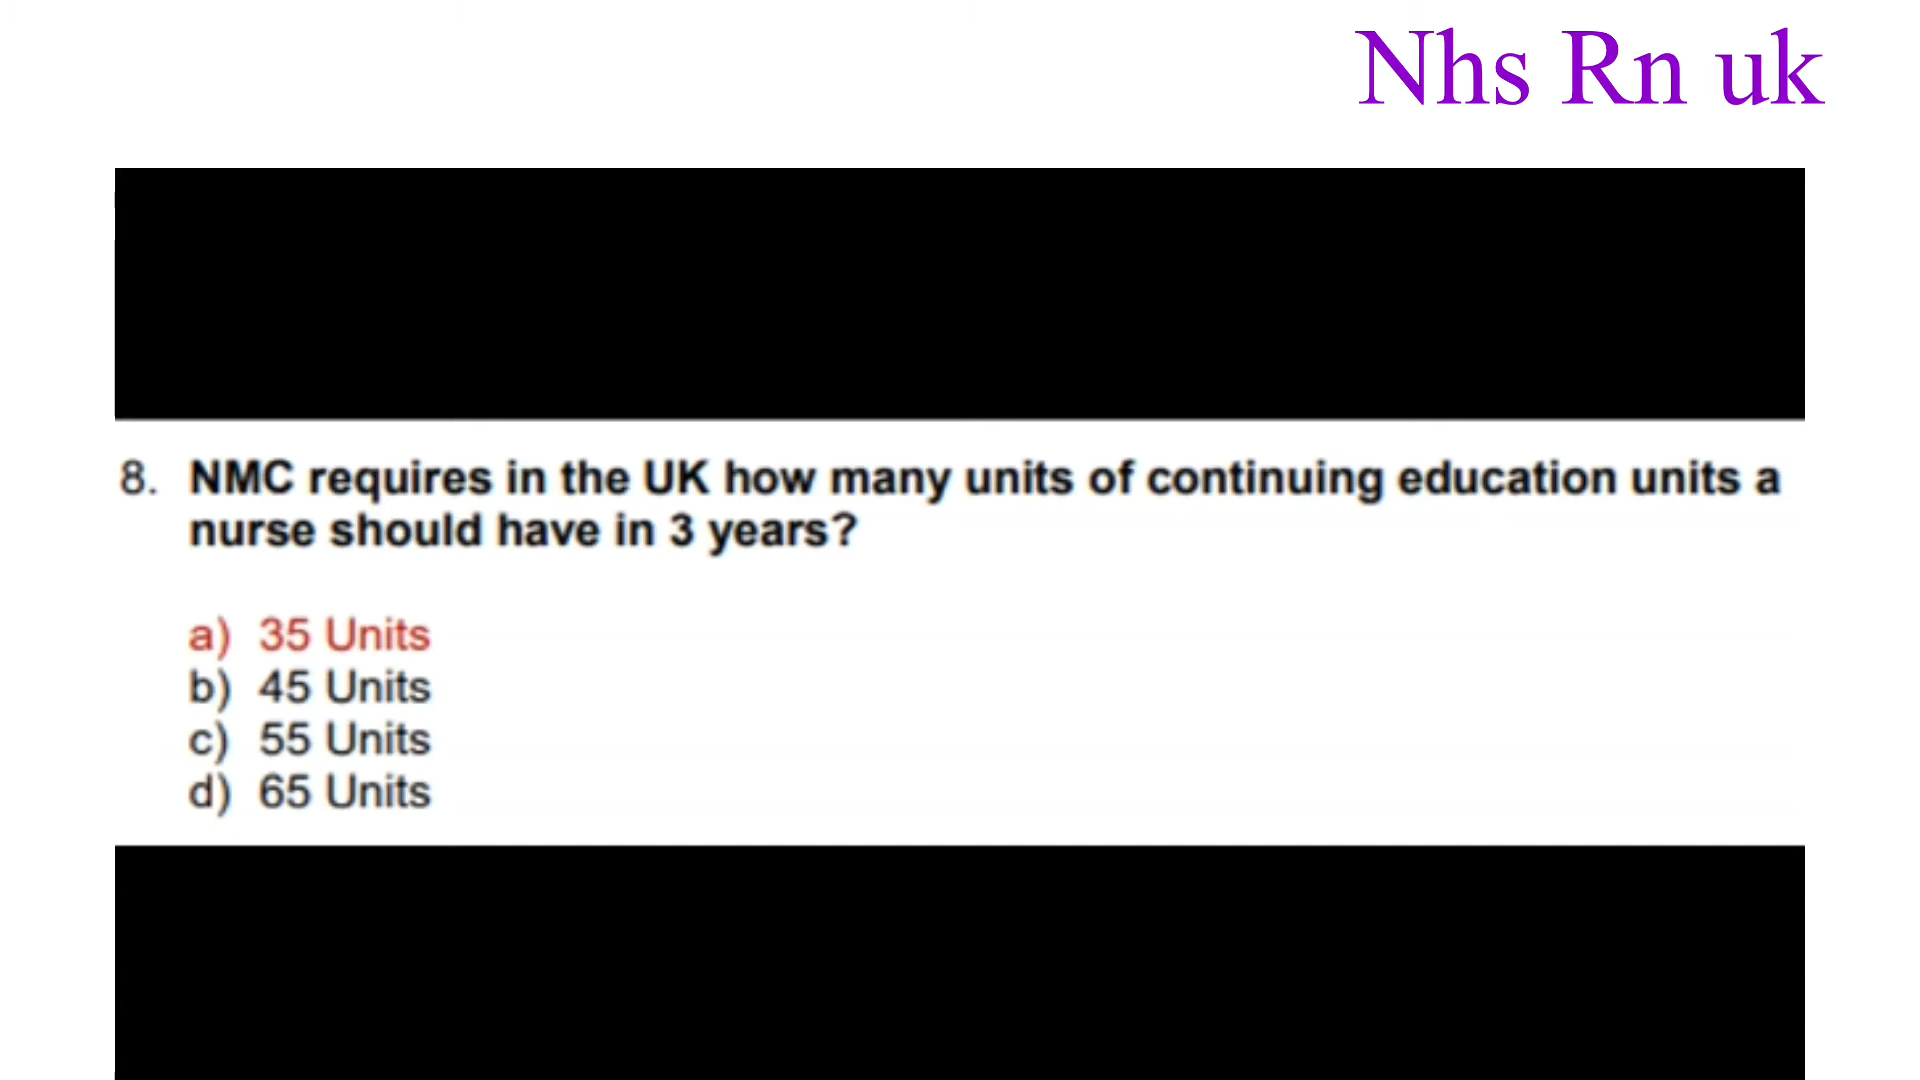 Nhs Rn uk
8. NMC requires in the UK how many units of continuing education units a
nurse should have in 3 years?
a) 35 Units
b) 45 Units
c) 55 Units
d) 65 Units